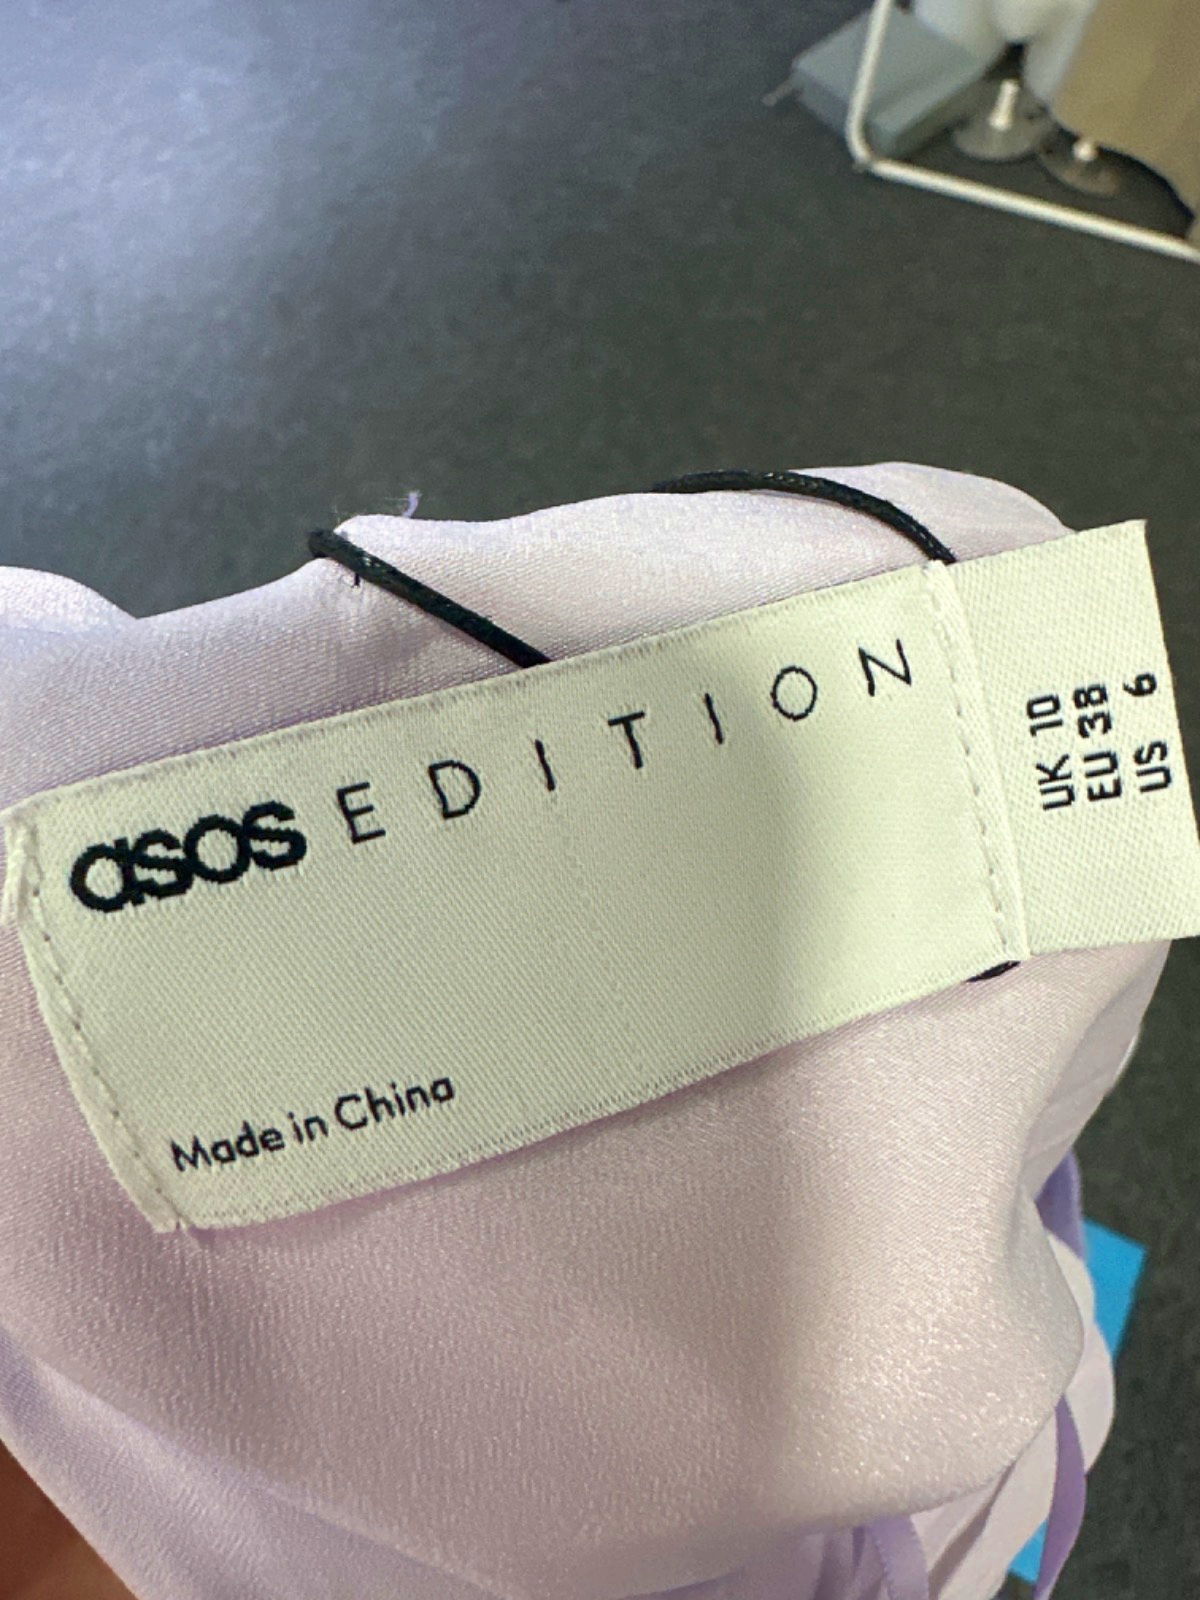 asos EDITION
Made in China
UK 10
EU 38
US 6